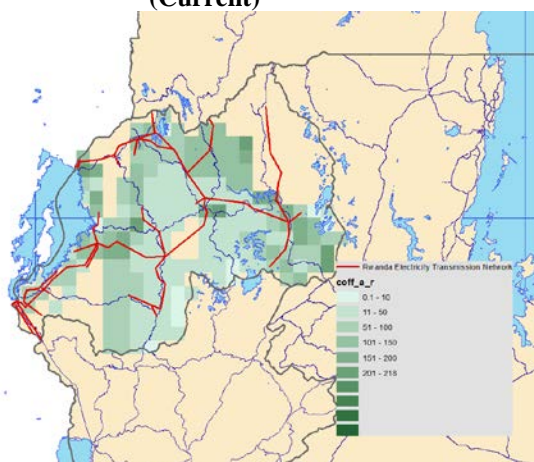 (Current)
Rwanda Electricity Transmission Network
coff_a_r
0.1 - 10
11 - 50
51 - 100
101 - 150
151 - 200
201 - 218